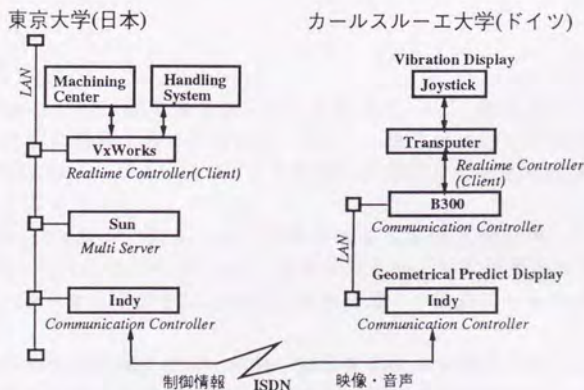 東京大学(日本)
LAN
Machining
Center
Handling
System
VxWorks
Realtime Controller(Client)
Sun
Multi Server
Indy
Communication Controller
カールスルーエ大学(ドイツ)
Vibration Display
Joystick
Transputer
Realtime Controller
(Client)
B300
Communication Controller
LAN
Geometrical Predict Display
Indy
Communication Controller
制御情報
ISDN
映像・音声